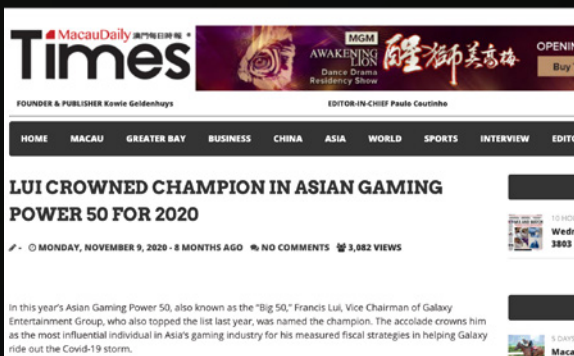 MacauDaily 澳門每日時報
Times
MGM
AWAKENING
LION
Dance Drama
Residency Show
醒獅美高梅
OPENIN
Buy
FOUNDER & PUBLISHER Kowie Geldenhuys
EDITOR-IN-CHIEF Paulo Coutinho
HOME MACAU GREATER BAY BUSINESS CHINA ASIA WORLD SPORTS INTERVIEW EDITO
LUI CROWNED CHAMPION IN ASIAN GAMING
POWER 50 FOR 2020
- MONDAY, NOVEMBER 9, 2020 - 8 MONTHS AGO NO COMMENTS 3,082 VIEWS
10 HO
Wedn
3803
In this year's Asian Gaming Power 50, also known as the "Big 50," Francis Lui, Vice Chairman of Galaxy
Entertainment Group, who also topped the list last year, was named the champion. The accolade crowns him
as the most influential individual in Asia's gaming industry for his measured fiscal strategies in helping Galaxy
ride out the Covid-19 storm.
5 DAYS
Maca